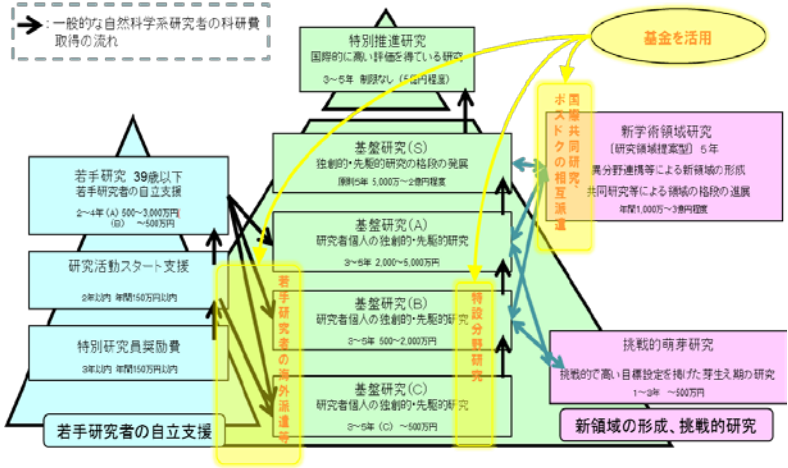 ：一般的な自然科学系研究者の科研費
取得の流れ
特別推進研究
国際的に高い評価を得ている研究
3～5年 制限なし（5億円程度）
基金を活用
国際共同研究、
ポスドクの相互派遣
新学術領域研究
〔研究領域提案型〕 5年
異分野連携等による新領域の形成
共同研究等による領域の格段の進展
年間1,000万～3億円程度
基盤研究(S)
独創的・先駆的研究の格段の発展
原則5年 5,000万～2億円程度
若手研究 39歳以下
若手研究者の自立支援
2～4年 (A) 500～3,000万円
(B) ～500万円
基盤研究(A)
研究者個人の独創的・先駆的研究
3～5年 2,000～5,000万円
研究活動スタート支援
2年以内 年間150万円以内
若手研究者の海外派遣等
特設分野研究
基盤研究(B)
研究者個人の独創的・先駆的研究
3～5年 500～2,000万円
特別研究員奨励費
3年以内 年間150万円以内
挑戦的萌芽研究
挑戦的で高い目標設定を掲げた芽生え期の研究
1～3年 ～500万円
基盤研究(C)
研究者個人の独創的・先駆的研究
3～5年 (C) ～500万円
若手研究者の自立支援
新領域の形成、挑戦的研究